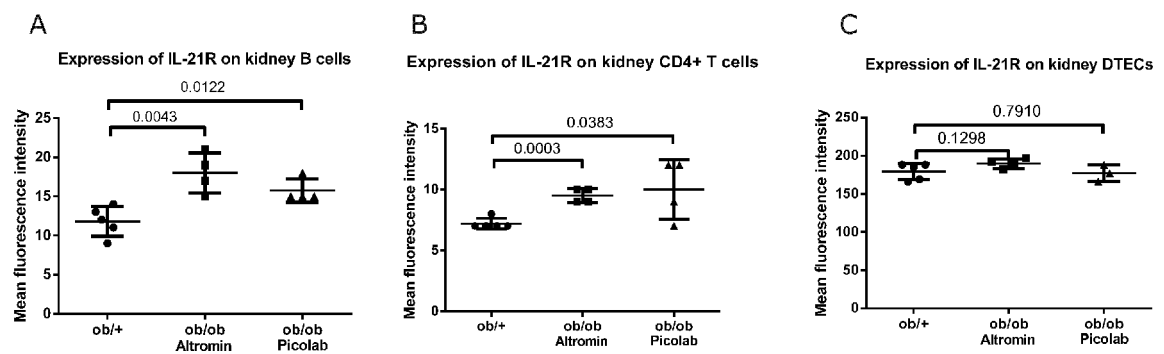 A
Expression of IL-21R on kidney B cells
0.0122
0.0043
Mean fluorescence intensity
25
20
15
10
5
0
ob/+
ob/ob
Altromin
ob/ob
Picolab
B
Expression of IL-21R on kidney CD4+ T cells
0.0383
0.0003
Mean fluorescence intensity
15
10
5
0
ob/+
ob/ob
Altromin
ob/ob
Picolab
C
Expression of IL-21R on kidney DTECs
0.7910
0.1298
Mean fluorescence intensity
250
200
150
100
50
0
ob/+
ob/ob
Altromin
ob/ob
Picolab